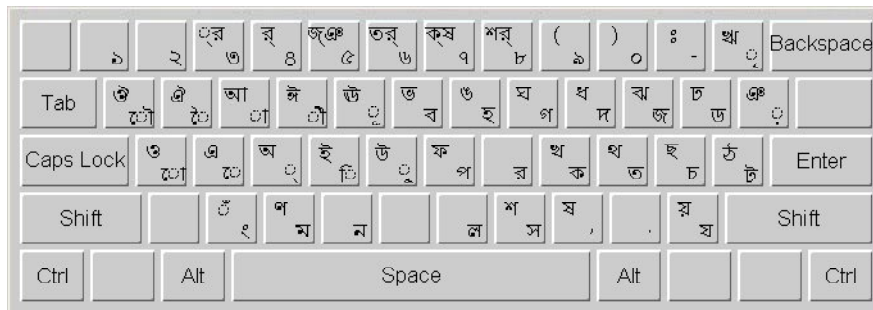 ১ ২ ্র ৩ র্ ৪ জ্ঞ ৫ ত্র ৬ ক্ষ ৭ শ্র ৮ ( ৯ ) ০ ঃ - ঋ ৃ Backspace
Tab ঔ ৌ ঐ ৈ আ া ঈ ী ঊ ূ ভ ব ঙ হ ঘ গ ধ দ ঝ জ ঢ ড ঞ ়
Caps Lock ও ো এ ে অ ্ ই ি উ ু ফ প র খ ক থ ত ছ চ ঠ ট Enter
Shift ঁ ং ণ ম ন ল শ স ষ , . য় য Shift
Ctrl Alt Space Alt Ctrl